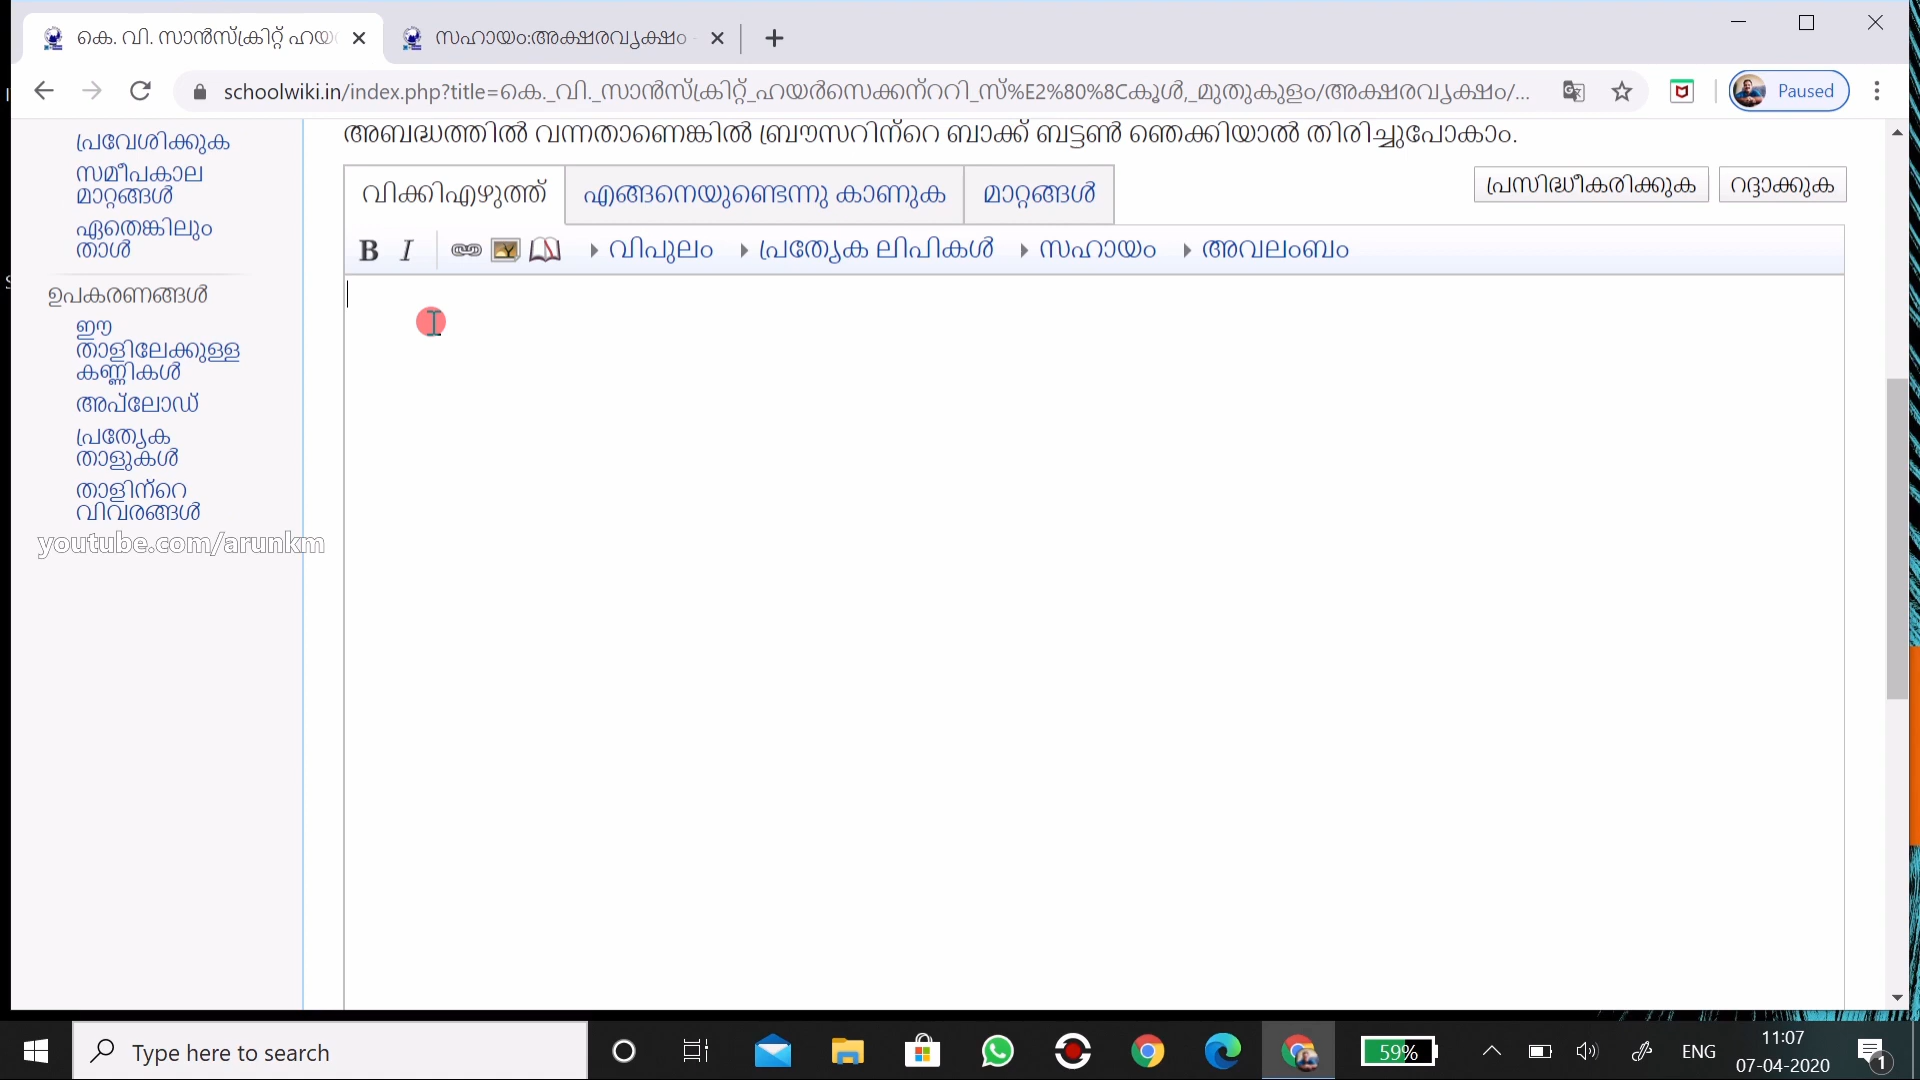 കെ. വി. സാൻസ്ക്രിറ്റ് ഹയ
സഹായം:അക്ഷരവൃക്ഷം
schoolwiki.in/index.php?title=കെ._വി._സാൻസ്ക്രിറ്റ്_ഹയർസെക്കന്ററി_സ്%E2%80%8Cകൂൾ,_മുതുകുളം/അക്ഷരവൃക്ഷം/...
Paused
പ്രവേശിക്കുക
സമീപകാല
മാറ്റങ്ങൾ
ഏതെങ്കിലും
താൾ
ഉപകരണങ്ങൾ
ഈ
താളിലേക്കുള്ള
കണ്ണികൾ
അപ്‌ലോഡ്
പ്രത്യേക
താളുകൾ
താളിന്റെ
വിവരങ്ങൾ
youtube.com/arunkm
അബദ്ധത്തിൽ വന്നതാണെങ്കിൽ ബ്രൗസറിന്റെ ബാക്ക് ബട്ടൺ ഞെക്കിയാൽ തിരിച്ചുപോകാം.
വിക്കിഎഴുത്ത് എങ്ങനെയുണ്ടെന്നു കാണുക മാറ്റങ്ങൾ
പ്രസിദ്ധീകരിക്കുക റദ്ദാക്കുക
B I വിപുലം പ്രത്യേക ലിപികൾ സഹായം അവലംബം
Type here to search
59%
ENG
11:07
07-04-2020
1